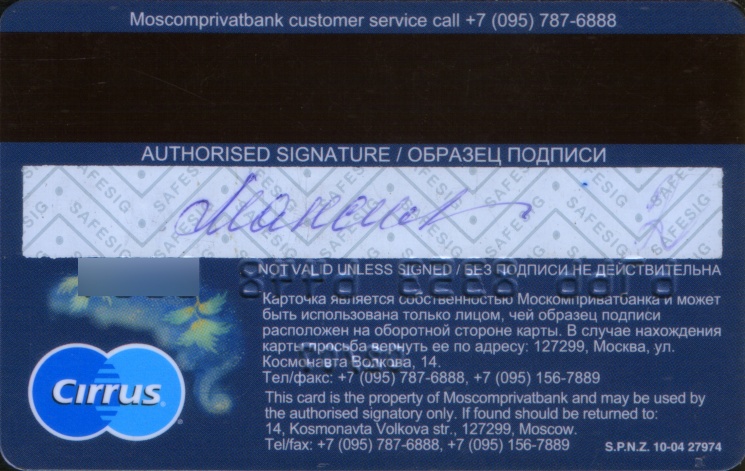 Moscomprivatbank customer service call +7 (095) 787-6888
AUTHORISED SIGNATURE / ОБРАЗЕЦ ПОДПИСИ
NOT VALID UNLESS SIGNED / БЕЗ ПОДПИСИ НЕ ДЕЙСТВИТЕЛЬНА
Карточка является собственностью Москомприватбанка и может
быть использована только лицом, чей образец подписи
расположен на оборотной стороне карты. В случае нахождения
карты просьба вернуть ее по адресу: 127299, Москва, ул.
Космонавта Волкова, 14.
Тел/факс: +7 (095) 787-6888, +7 (095) 156-7889
This card is the property of Moscomprivatbank and may be used by
the authorised signatory only. If found should be returned to:
14, Kosmonavta Volkova str., 127299, Moscow.
Tel/fax: +7 (095) 787-6888, +7 (095) 156-7889
S.P.N.Z. 10-04 27974
Cirrus